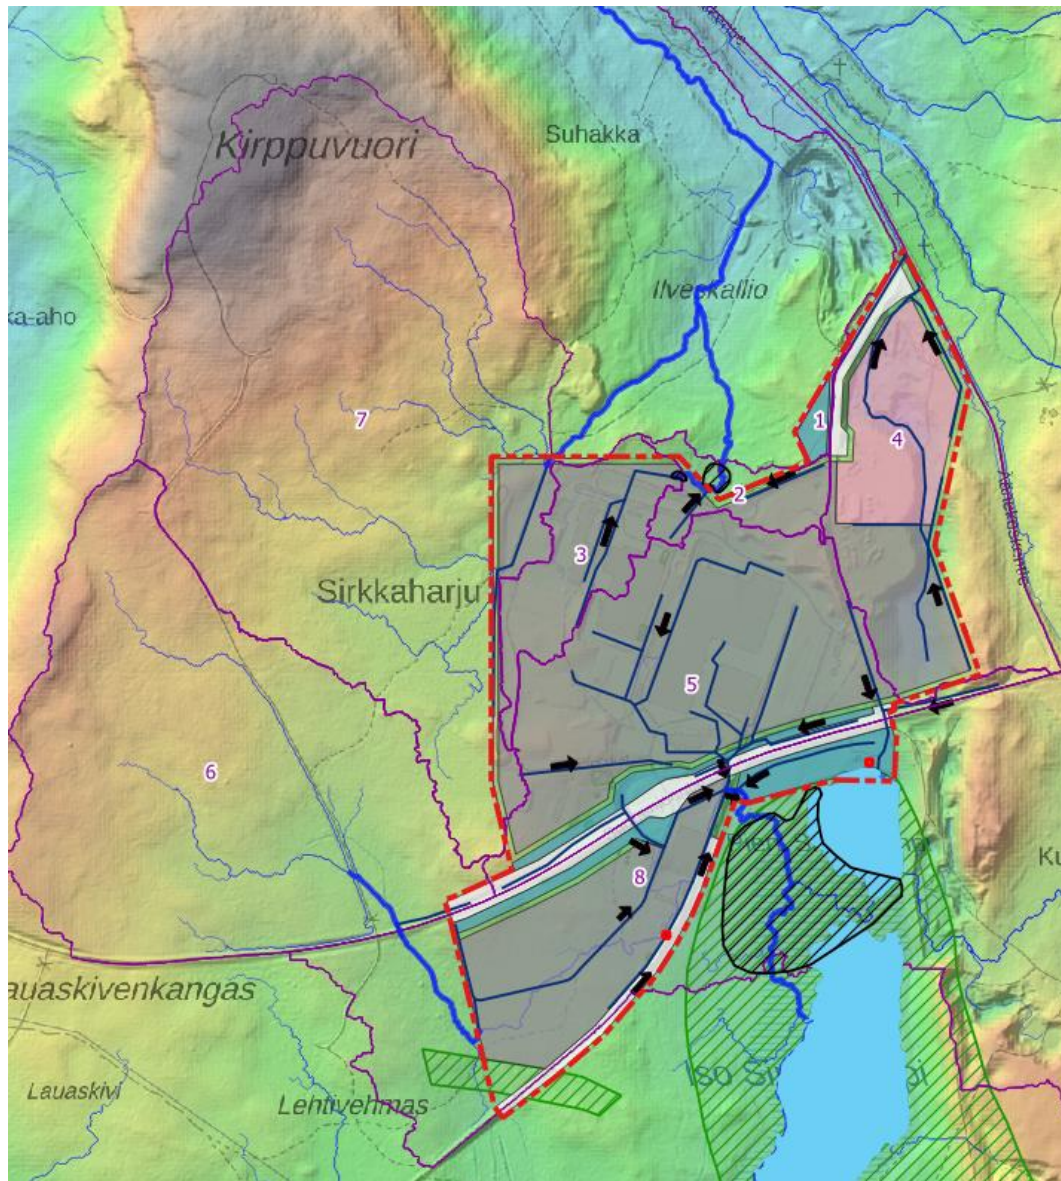 Kirppuvuori
Suhakka
Ilveskallio
ka-aho
1
7
4
2
3
Sirkkaharju
Äänekoskentie
5
6
8
Ku
auaskivenkangas
Lauaskivi
Lehtivehmas
Iso